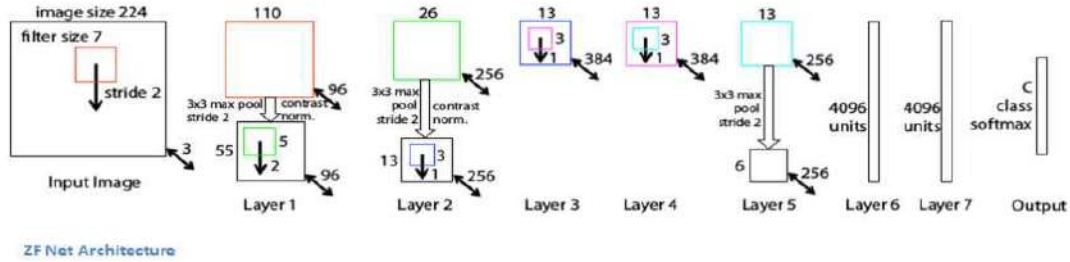 image size 224
filter size 7
stride 2
3
Input Image
110
96
3x3 max pool
stride 2
contrast
norm.
55
5
2
96
Layer 1
26
256
3x3 max
pool
stride 2
contrast
norm.
13
3
1
256
Layer 2
13
3
1
384
Layer 3
13
3
1
384
Layer 4
13
256
3x3 max
pool
stride 2
6
256
Layer 5
4096
units
Layer 6
4096
units
Layer 7
C
class
softmax
Output
ZF Net Architecture